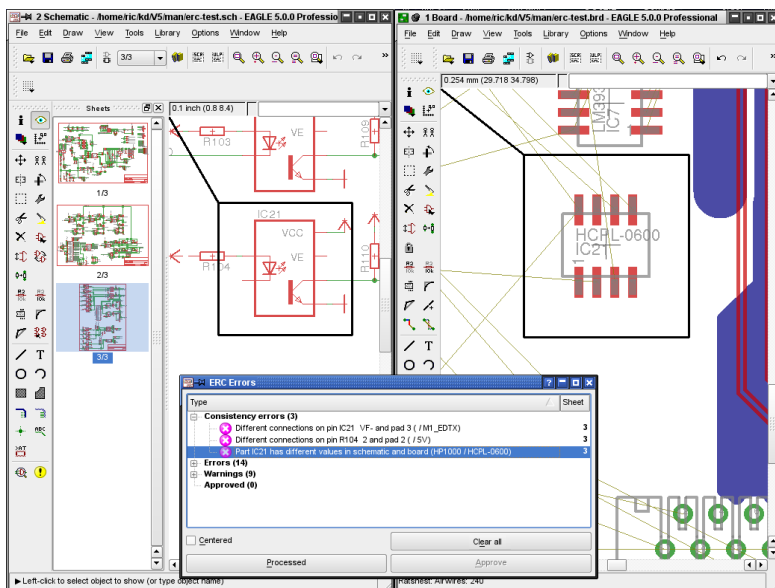 2 Schematic - /home/ric/kd/V5/man/erc-test.sch - EAGLE 5.0.0 Professio
File Edit Draw View Tools Library Options Window Help
3/3
Sheets
1/3
2/3
3/3
0.1 inch (0.8 8.4)
R103
VE
R109
IC21
VCC
VE
R104
R110
1 Board - /home/ric/kd/V5/man/erc-test.brd - EAGLE 5.0.0 Professional
File Edit Draw View Tools Library Options Window Help
0.254 mm (29.718 34.798)
LM393
IC7
HCPL-0600
IC21
1
ERC Errors
Type Sheet
Consistency errors (3)
Different connections on pin IC21 VF- and pad 3 ( / M1_EDTX) 3
Different connections on pin R104 2 and pad 2 ( / 5V) 3
Part IC21 has different values in schematic and board (HP1000 / HCPL-0600) 3
Errors (14)
Warnings (9)
Approved (0)
Centered
Clear all
Processed
Approve
Left-click to select object to show (or type object name)
Ratsnest: Airwires: 240